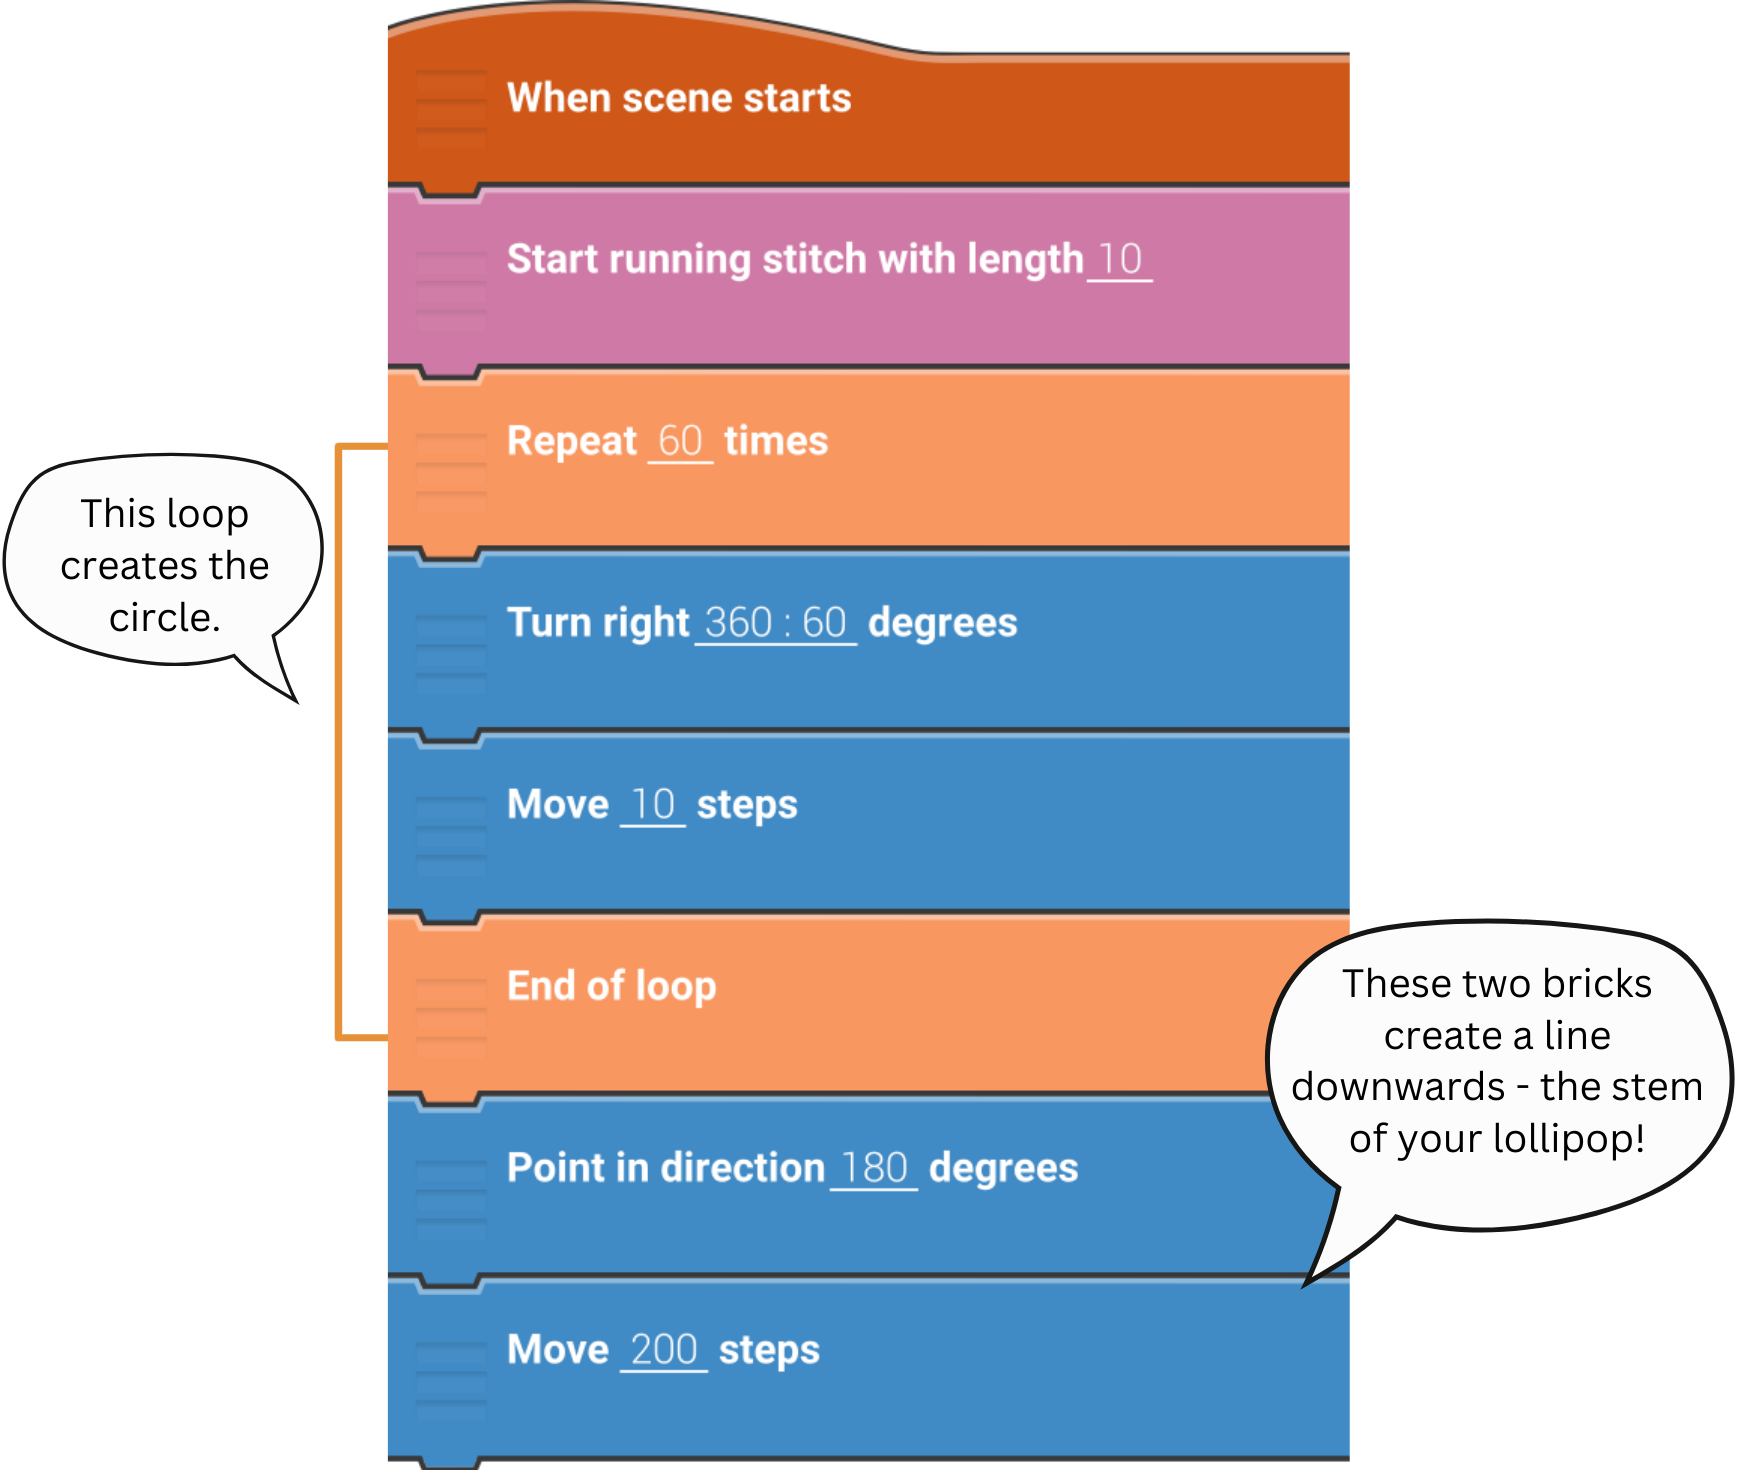 When scene starts
Start running stitch with length 10
Repeat 60 times
This loop
creates the
circle.
Turn right 360 : 60 degrees
Move 10 steps
End of loop
These two bricks
create a line
downwards - the stem
of your lollipop!
Point in direction 180 degrees
Move 200 steps